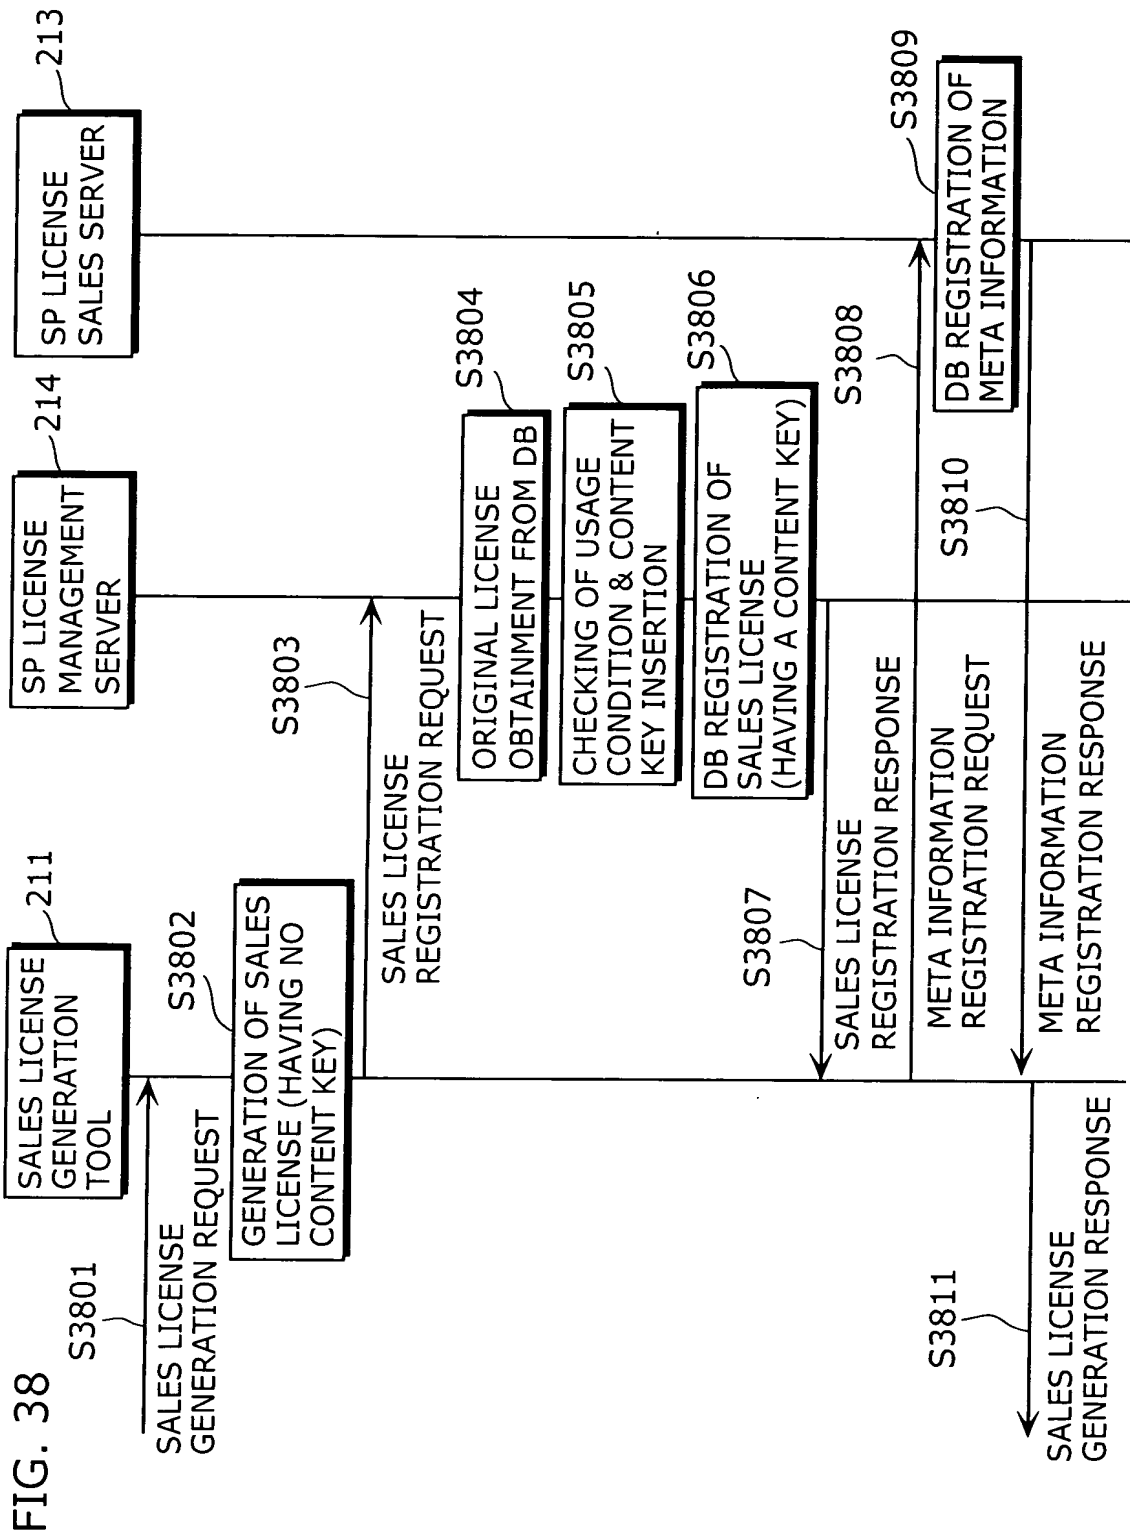 FIG. 38
SALES LICENSE
GENERATION
TOOL
211
SP LICENSE
MANAGEMENT
SERVER
214
SP LICENSE
SALES SERVER
213
S3801
SALES LICENSE
GENERATION REQUEST
S3802
GENERATION OF SALES
LICENSE (HAVING NO
CONTENT KEY)
S3803
SALES LICENSE
REGISTRATION REQUEST
S3804
ORIGINAL LICENSE
OBTAINMENT FROM DB
S3805
CHECKING OF USAGE
CONDITION & CONTENT
KEY INSERTION
S3806
DB REGISTRATION OF
SALES LICENSE
(HAVING A CONTENT KEY)
S3807
SALES LICENSE
REGISTRATION RESPONSE
S3808
META INFORMATION
REGISTRATION REQUEST
S3809
DB REGISTRATION OF
META INFORMATION
S3810
META INFORMATION
REGISTRATION RESPONSE
S3811
SALES LICENSE
GENERATION RESPONSE